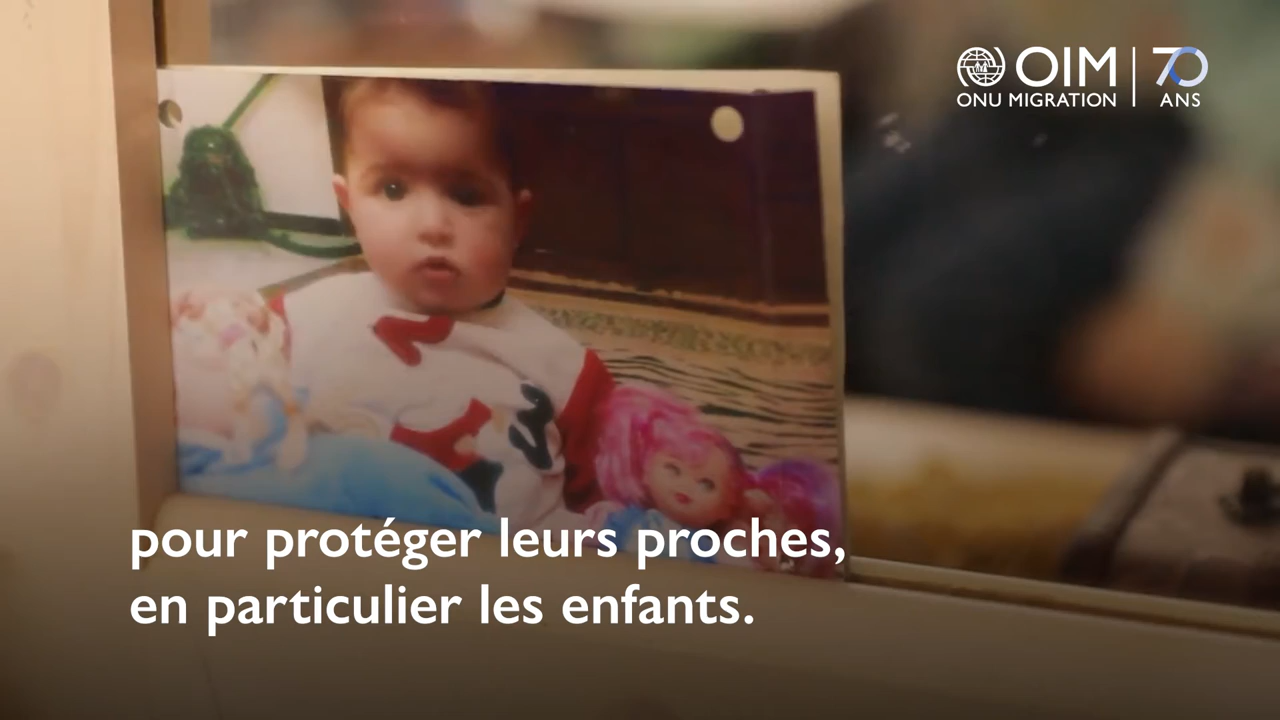 OIM
70
ONU MIGRATION
ANS
pour protéger leurs proches,
en particulier les enfants.